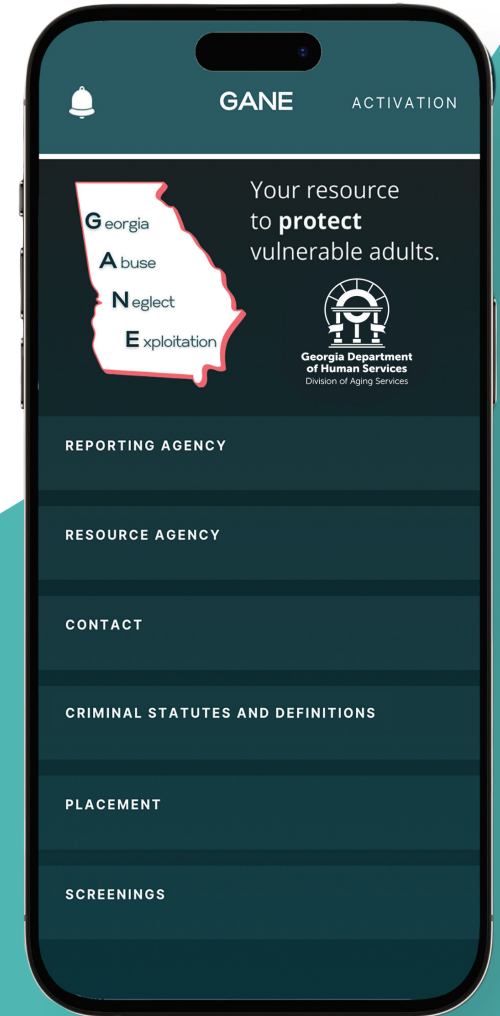 GANE
ACTIVATION
Georgia
Abuse
Neglect
Exploitation
Your resource
to protect
vulnerable adults.
Georgia Department
of Human Services
Division of Aging Services
REPORTING AGENCY
RESOURCE AGENCY
CONTACT
CRIMINAL STATUTES AND DEFINITIONS
PLACEMENT
SCREENINGS